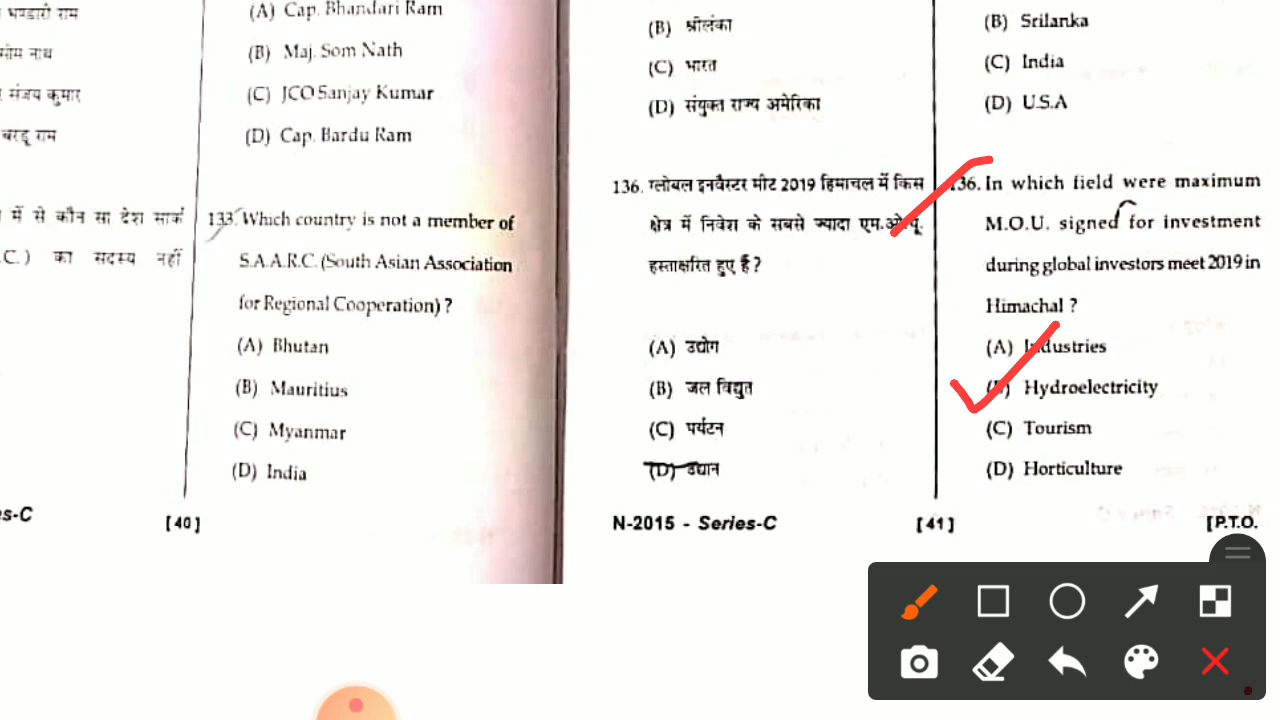 भण्डारी राम
सोम नाथ
संजय कुमार
बरडू राम
में से कौन सा देश सार्क
.C.) का सदस्य नहीं
es-C
(A) Cap. Bhandari Ram
(B) Maj. Som Nath
(C) JCO Sanjay Kumar
(D) Cap. Bardu Ram
133. Which country is not a member of
S.A.A.R.C. (South Asian Association
for Regional Cooperation) ?
(A) Bhutan
(B) Mauritius
(C) Myanmar
(D) India
[40]
(B) श्रीलंका
(C) भारत
(D) संयुक्त राज्य अमेरिका
136. ग्लोबल इनवैस्टर मीट 2019 हिमाचल में किस
क्षेत्र में निवेश के सबसे ज्यादा एम.ओ.यू.
हस्ताक्षरित हुए हैं ?
(A) उद्योग
(B) जल विद्युत
(C) पर्यटन
(D) उद्यान
N-2015 - Series-C
(B) Srilanka
(C) India
(D) U.S.A
136. In which field were maximum
M.O.U. signed for investment
during global investors meet 2019 in
Himachal ?
(A) Industries
(B) Hydroelectricity
(C) Tourism
(D) Horticulture
[41]
[P.T.O.